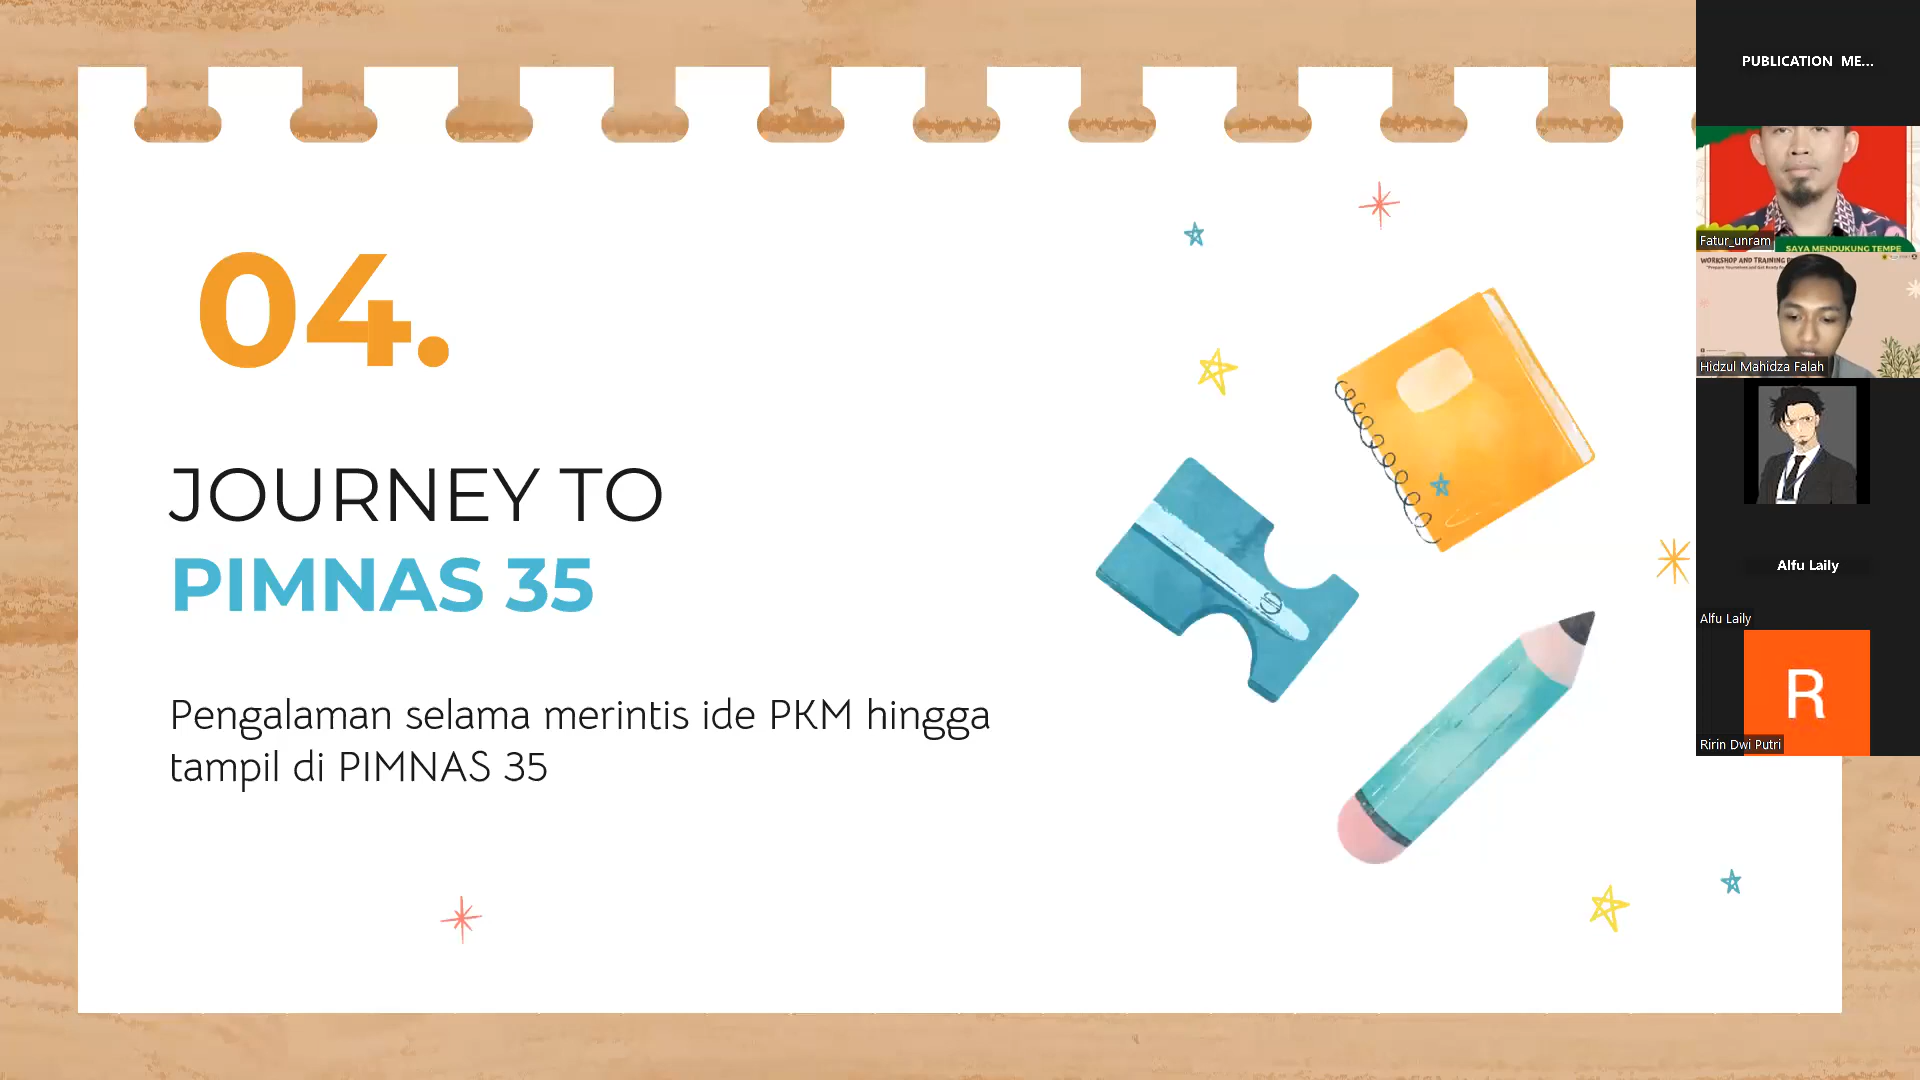 04.
JOURNEY TO
PIMNAS 35
Pengalaman selama merintis ide PKM hingga
tampil di PIMNAS 35
PUBLICATION ME...
Fatur_unram
SAYA MENDUKUNG TEMPE
WORKSHOP AND TRAINING
Hidzul Mahidza Falah
Alfu Laily
Alfu Laily
R
Ririn Dwi Putri